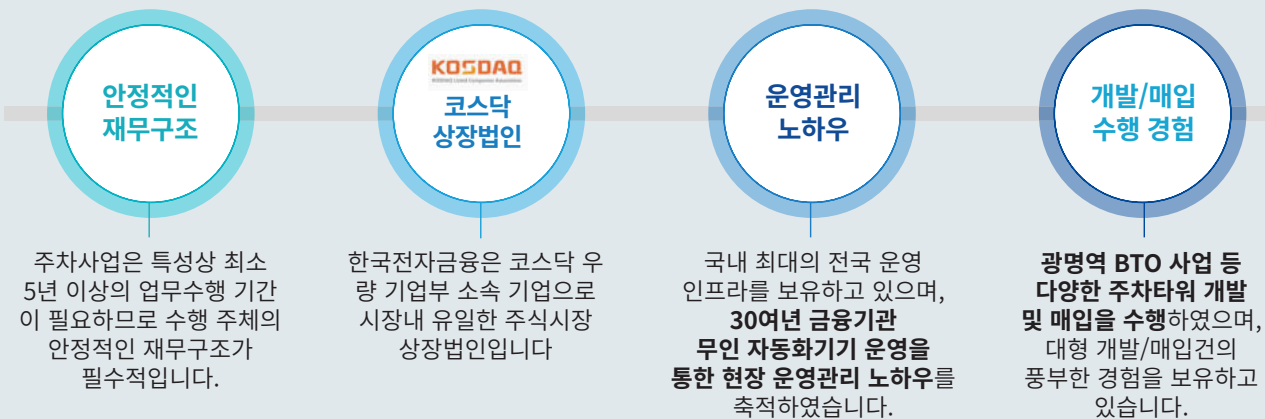 안정적인
재무구조
주차사업은 특성상 최소
5년 이상의 업무수행 기간
이 필요하므로 수행 주체의
안정적인 재무구조가
필수적입니다.
KOSDAQ
KOSDAQ Listed Companies Association
코스닥
상장법인
한국전자금융은 코스닥 우
량 기업부 소속 기업으로
시장내 유일한 주식시장
상장법인입니다
운영관리
노하우
국내 최대의 전국 운영
인프라를 보유하고 있으며,
30여년 금융기관
무인 자동화기기 운영을
통한 현장 운영관리 노하우를
축적하였습니다.
개발/매입
수행 경험
광명역 BTO 사업 등
다양한 주차타워 개발
및 매입을 수행하였으며,
대형 개발/매입건의
풍부한 경험을 보유하고
있습니다.